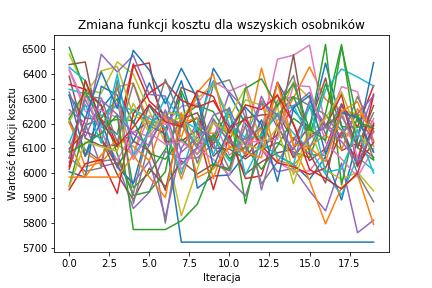 Zmiana funkcji kosztu dla wszyskich osobników
Wartość funkcji kosztu
6500
6400
6300
6200
6100
6000
5900
5800
5700
0.0 2.5 5.0 7.5 10.0 12.5 15.0 17.5
Iteracja